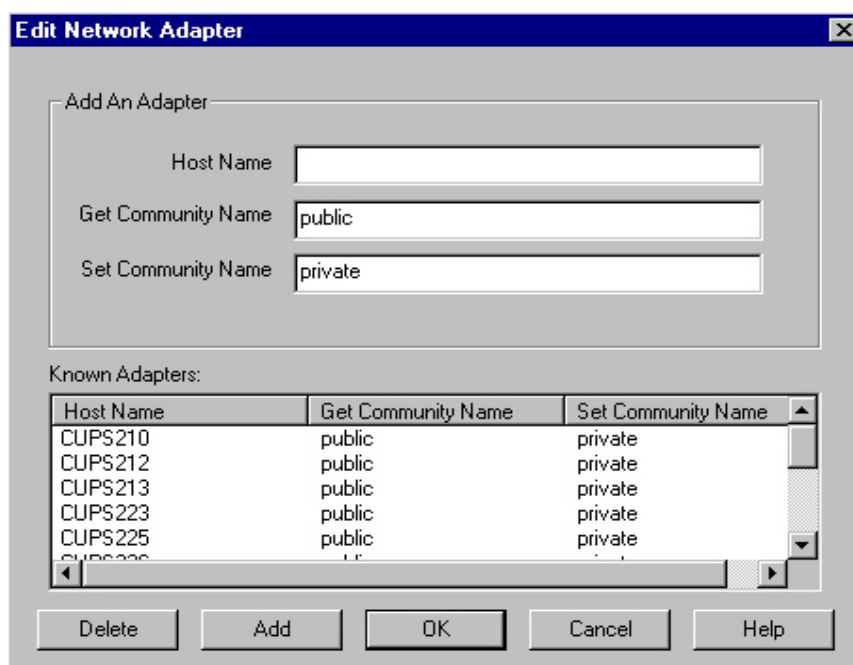 Edit Network Adapter
Add An Adapter
Host Name
Get Community Name public
Set Community Name private
Known Adapters:
Host Name Get Community Name Set Community Name
CUPS210 public private
CUPS212 public private
CUPS213 public private
CUPS223 public private
CUPS225 public private
Delete Add OK Cancel Help